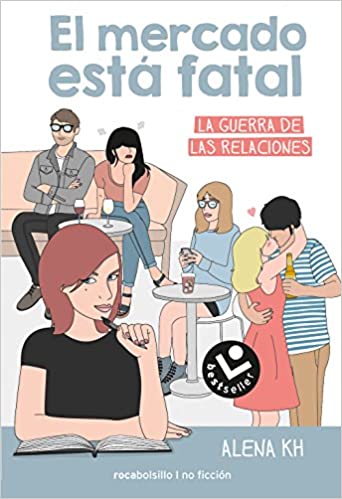 El mercado
está fatal
LA GUERRA DE
LAS RELACIONES
bestseller
ALENA KH
rocabolsillo | no ficción